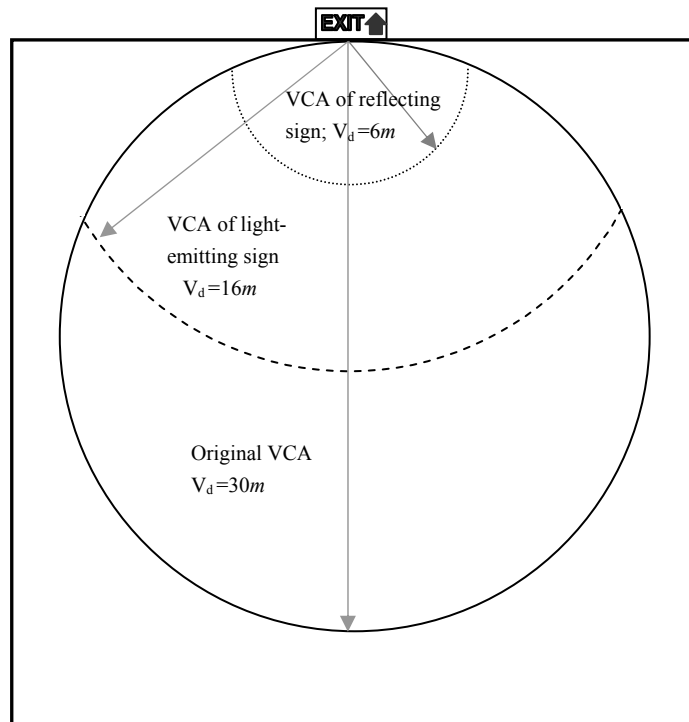 EXIT
VCA of reflecting
sign; Vd=6m
VCA of light-
emitting sign
Vd=16m
Original VCA
Vd=30m